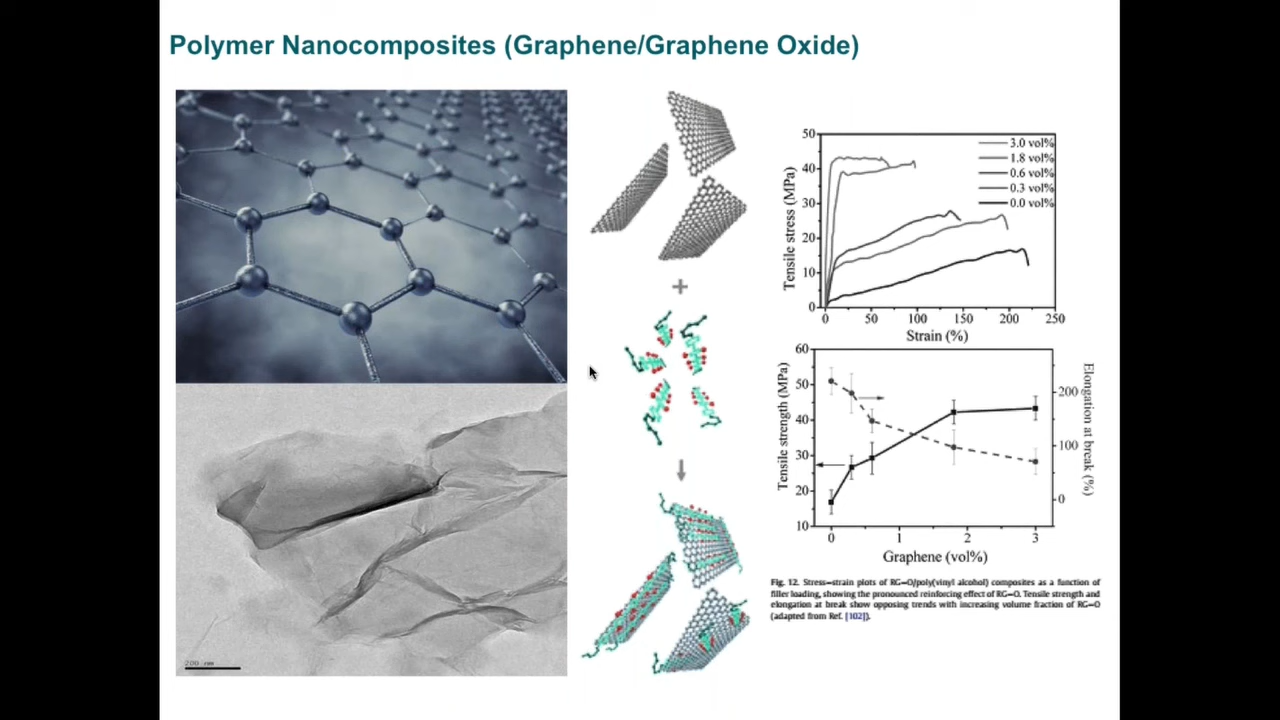 Polymer Nanocomposites (Graphene/Graphene Oxide)
200 nm
+
50
40
30
20
10
0
Tensile stress (MPa)
3.0 vol%
1.8 vol%
0.6 vol%
0.3 vol%
0.0 vol%
0 50 100 150 200 250
Strain (%)
60
50
40
30
20
10
Tensile strength (MPa)
200
100
0
Elongation at break (%)
0 1 2 3
Graphene (vol%)
Fig. 12. Stress–strain plots of RG–O/poly(vinyl alcohol) composites as a function of
filler loading, showing the pronounced reinforcing effect of RG–O. Tensile strength and
elongation at break show opposing trends with increasing volume fraction of RG–O
(adapted from Ref. [102]).